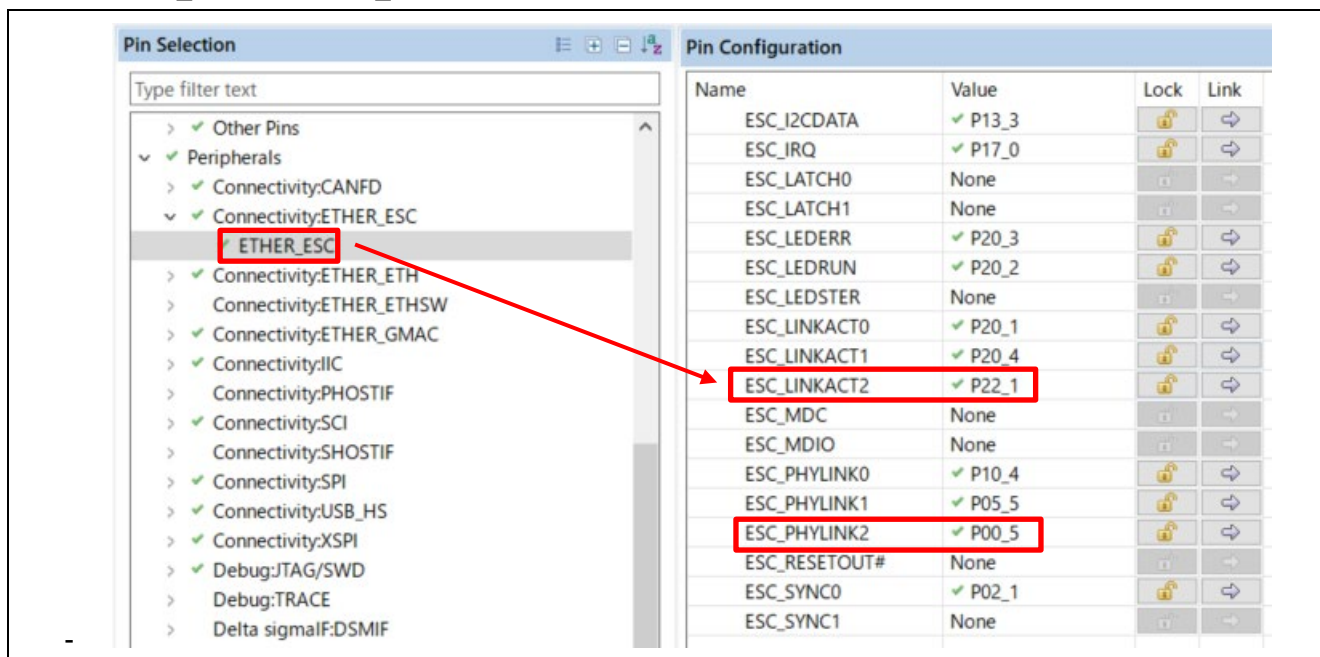 Pin Selection
Type filter text
Other Pins
Peripherals
Connectivity:CANFD
Connectivity:ETHER_ESC
ETHER_ESC
Connectivity:ETHER_ETH
Connectivity:ETHER_ETHSW
Connectivity:ETHER_GMAC
Connectivity:IIC
Connectivity:PHOSTIF
Connectivity:SCI
Connectivity:SHOSTIF
Connectivity:SPI
Connectivity:USB_HS
Connectivity:XSPI
Debug:JTAG/SWD
Debug:TRACE
Delta sigmaIF:DSMIF
Pin Configuration
Name Value Lock Link
ESC_I2CDATA P13_3
ESC_IRQ P17_0
ESC_LATCH0 None
ESC_LATCH1 None
ESC_LEDERR P20_3
ESC_LEDRUN P20_2
ESC_LEDSTER None
ESC_LINKACT0 P20_1
ESC_LINKACT1 P20_4
ESC_LINKACT2 P22_1
ESC_MDC None
ESC_MDIO None
ESC_PHYLINK0 P10_4
ESC_PHYLINK1 P05_5
ESC_PHYLINK2 P00_5
ESC_RESETOUT# None
ESC_SYNC0 P02_1
ESC_SYNC1 None
-